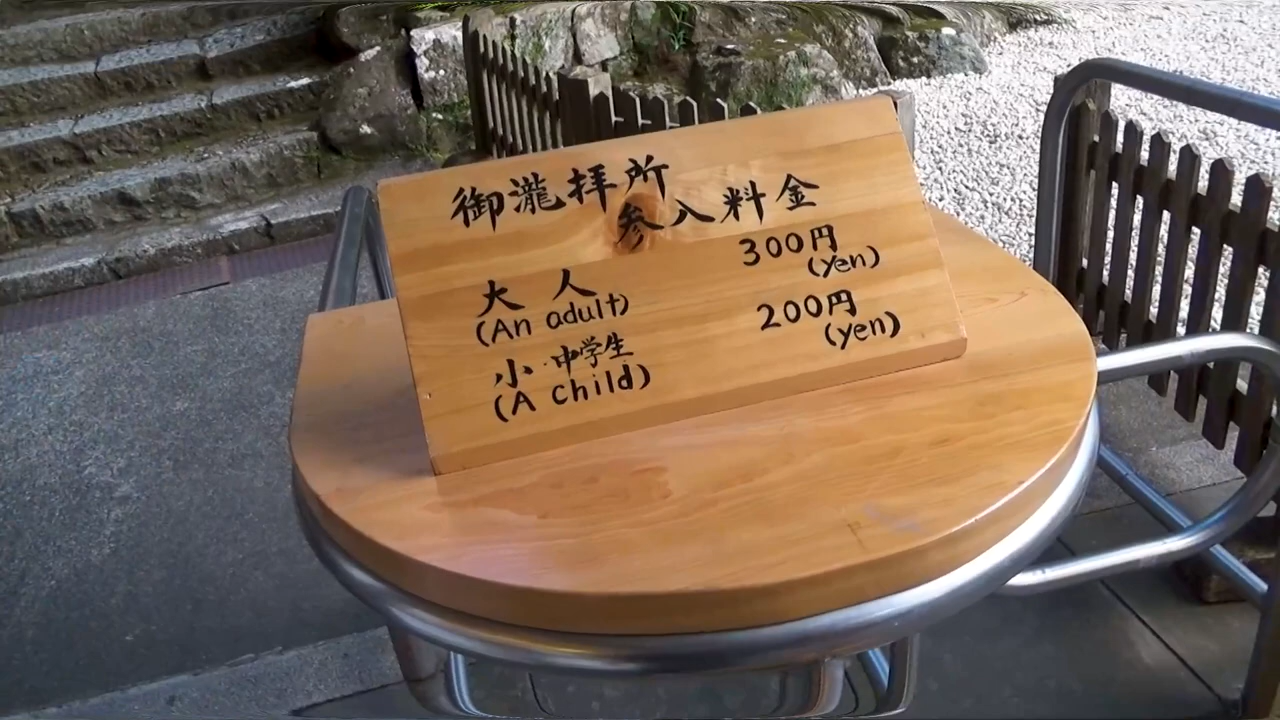 御瀧拝所
参入料金
大人 300円
(An adult) (yen)
小・中学生 200円
(A child) (yen)